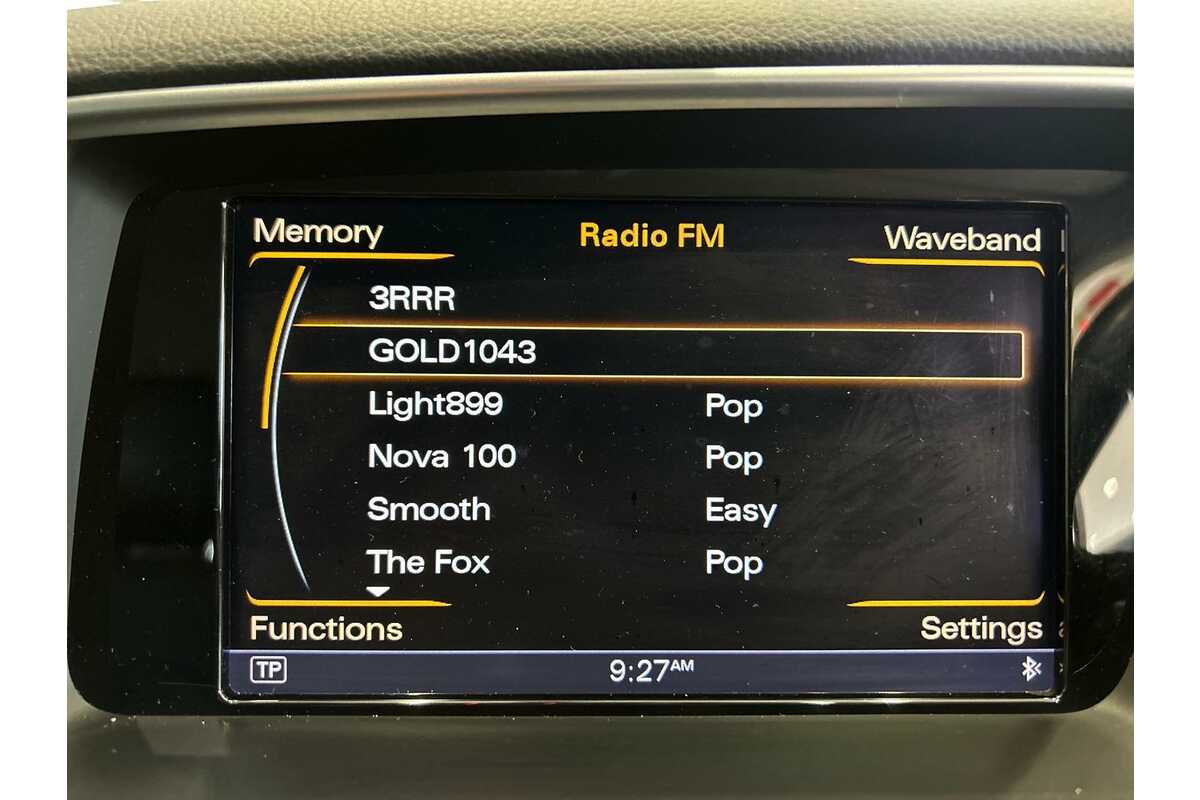 Memory Radio FM Waveband
3RRR
GOLD1043
Light899 Pop
Nova 100 Pop
Smooth Easy
The Fox Pop
Functions Settings
TP 9:27AM